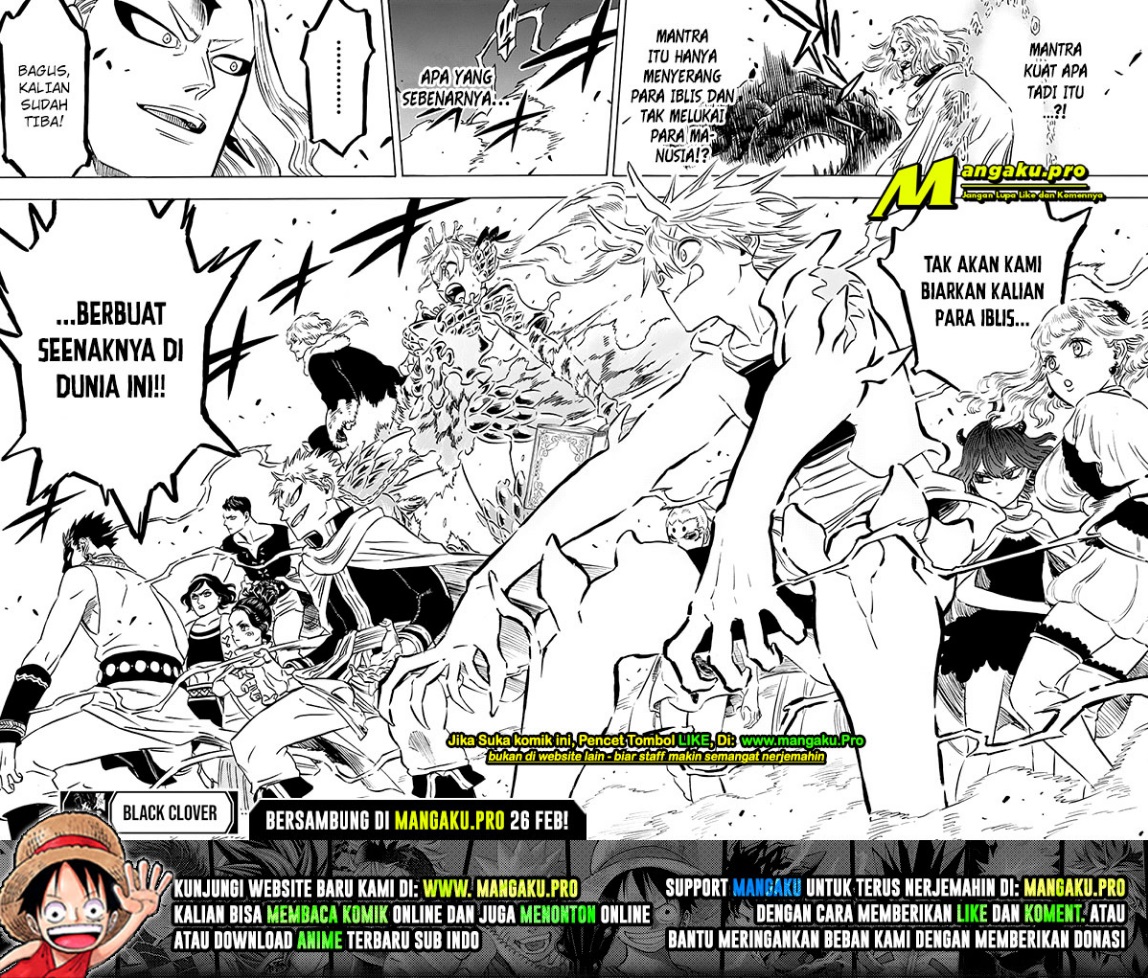 MANTRA
KUAT APA
TADI ITU
...?!
MANTRA
ITU HANYA
MENYERANG
PARA IBLIS DAN
TAK MELUKAI
PARA MA-
NUSIA!?
APA YANG
SEBENARNYA...
..........
BAGUS,
KALIAN
SUDAH
TIBA!
Mangaku.pro
Jangan Lupa Like dan Komennya
TAK AKAN KAMI
BIARKAN KALIAN
PARA IBLIS...
...BERBUAT
SEENAKNYA DI
DUNIA INI!!
Jika Suka komik ini, Pencet Tombol LIKE, Di: www.mangaku.Pro
bukan di website lain - biar staff makin semangat nerjemahin
BLACK CLOVER
BERSAMBUNG DI MANGAKU.PRO 26 FEB!
KUNJUNGI WEBSITE BARU KAMI DI: WWW. MANGAKU.PRO
KALIAN BISA MEMBACA KOMIK ONLINE DAN JUGA MENONTON ONLINE
ATAU DOWNLOAD ANIME TERBARU SUB INDO
SUPPORT MANGAKU UNTUK TERUS NERJEMAHIN DI: MANGAKU.PRO
DENGAN CARA MEMBERIKAN LIKE DAN KOMENT. ATAU
BANTU MERINGANKAN BEBAN KAMI DENGAN MEMBERIKAN DONASI